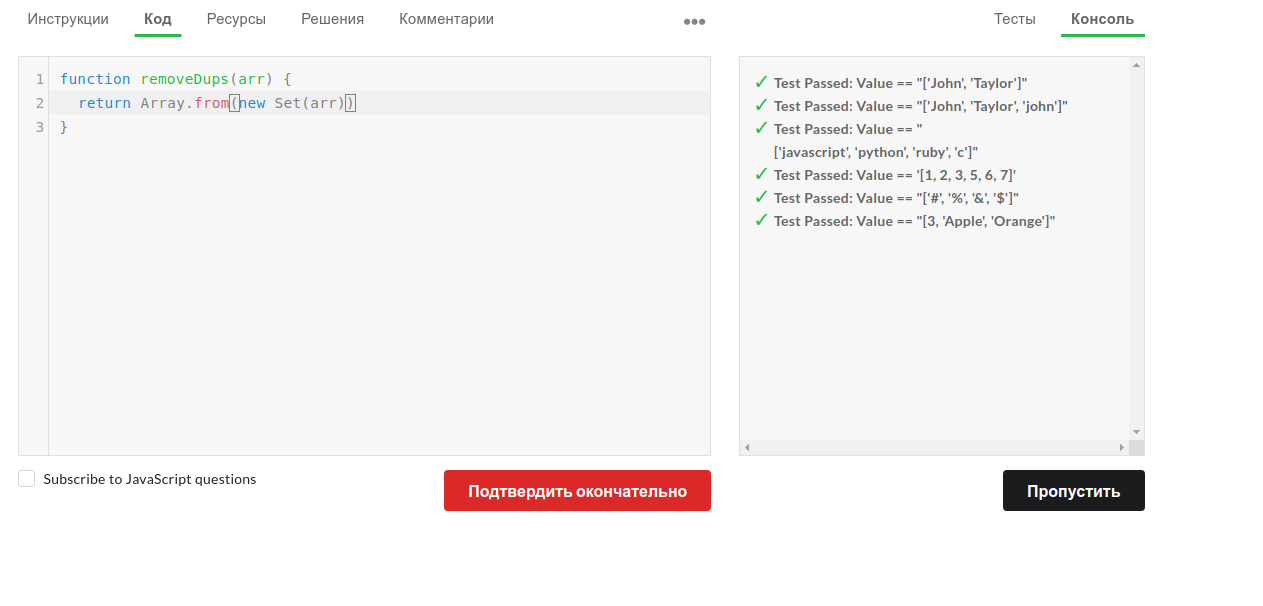 Инструкции Код Ресурсы Решения Комментарии ••• Тесты Консоль
1 function removeDups(arr) {
2 return Array.from(new Set(arr))
3 }
✓ Test Passed: Value == "['John', 'Taylor']"
✓ Test Passed: Value == "['John', 'Taylor', 'john']"
✓ Test Passed: Value == "
['javascript', 'python', 'ruby', 'c']"
✓ Test Passed: Value == '[1, 2, 3, 5, 6, 7]'
✓ Test Passed: Value == "['#', '%', '&', '$']"
✓ Test Passed: Value == "[3, 'Apple', 'Orange']"
Subscribe to JavaScript questions
Подтвердить окончательно
Пропустить